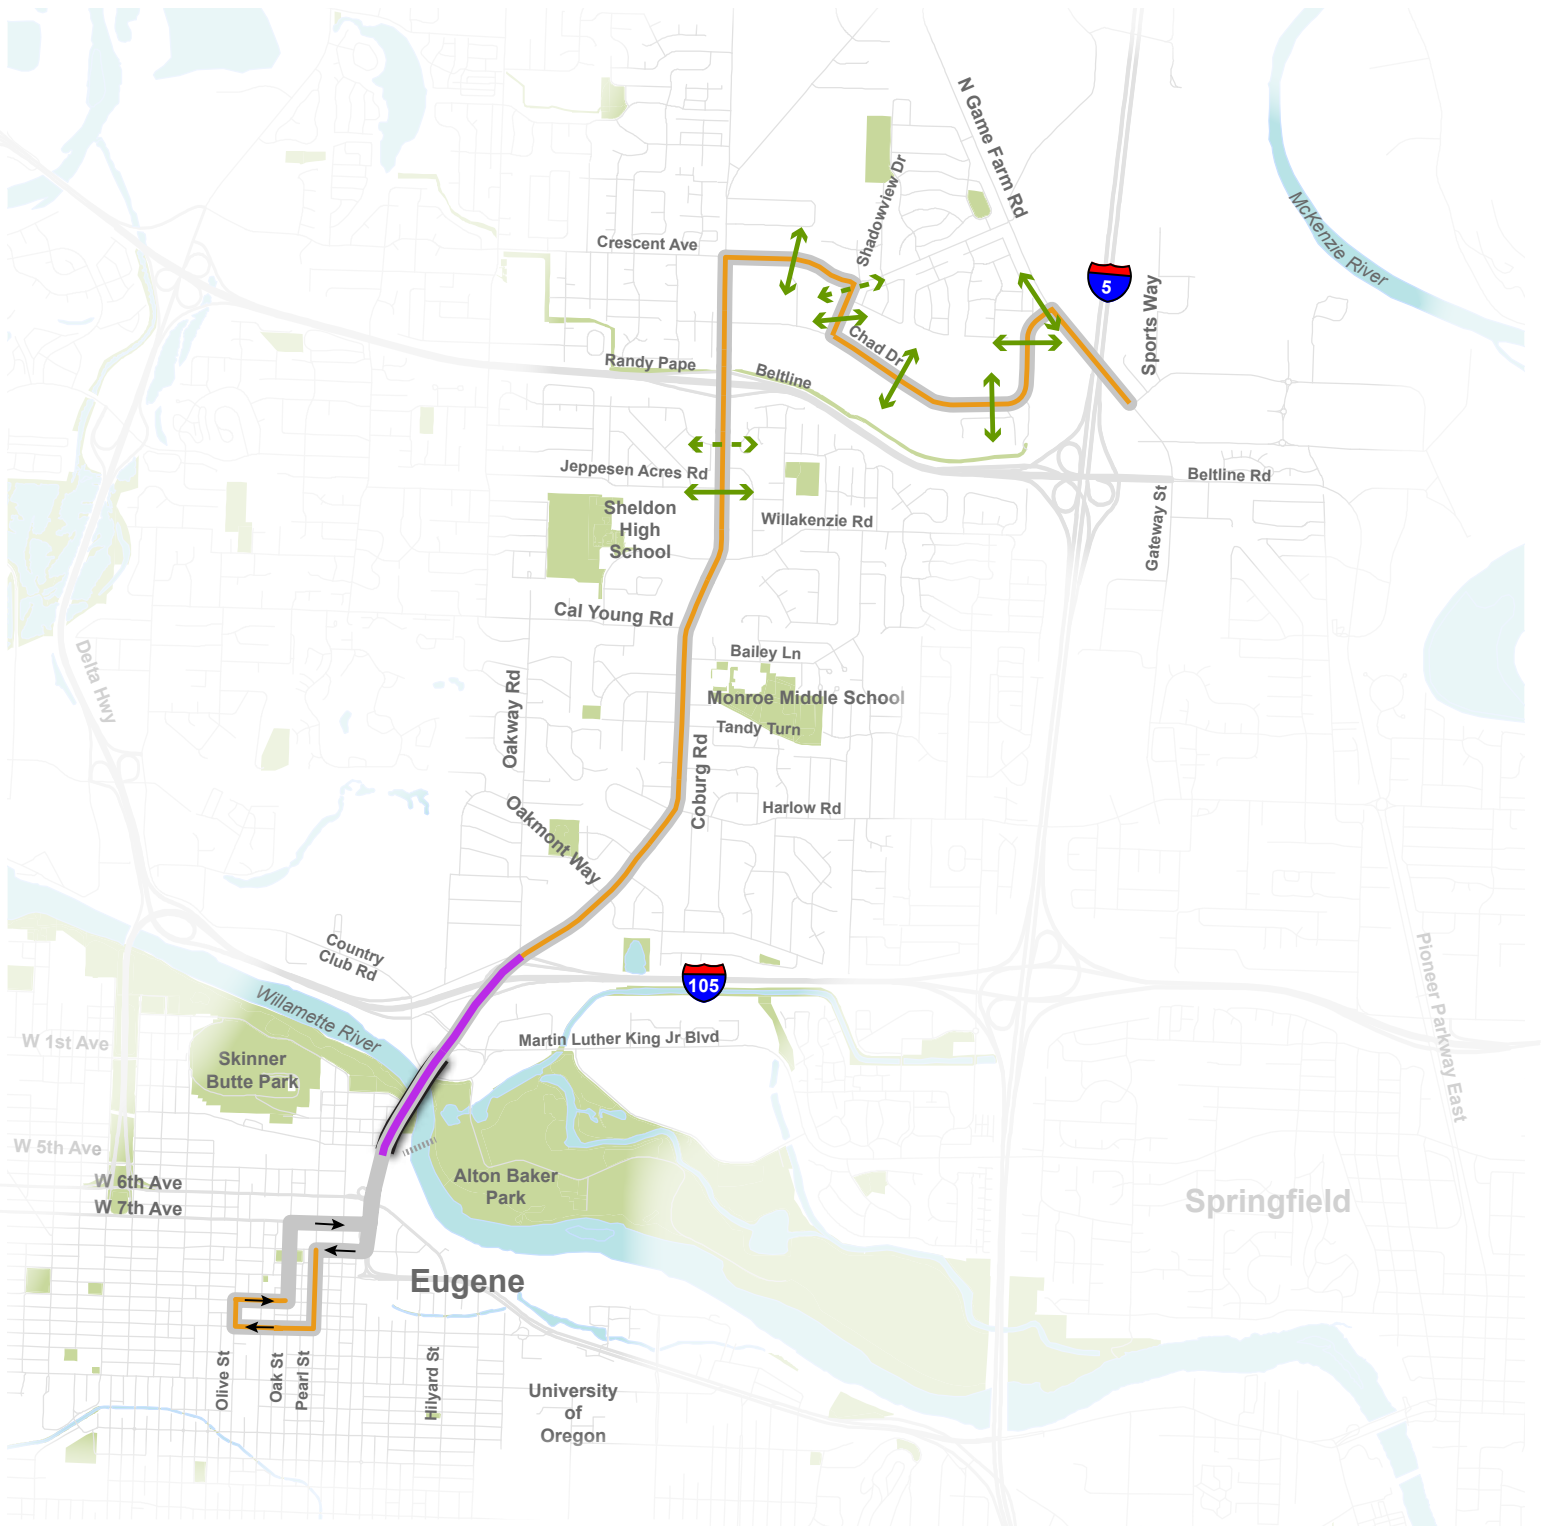 N Game Farm Rd
Shadowview Dr
McKenzie River
Crescent Ave
5
Sports Way
Chad Dr
Randy Pape
Beltline
Jeppesen Acres Rd
Beltline Rd
Gateway St
Sheldon
High
School
Willakenzie Rd
Cal Young Rd
Delta Hwy
Bailey Ln
Oakway Rd
Monroe Middle School
Tandy Turn
Coburg Rd
Oakmont Way
Harlow Rd
Country
Club Rd
105
Willamette River
Pioneer Parkway East
W 1st Ave
Martin Luther King Jr Blvd
Skinner
Butte Park
W 5th Ave
W 6th Ave
W 7th Ave
Alton Baker
Park
Springfield
Eugene
Olive St
Oak St
Pearl St
Hilyard St
University
of
Oregon